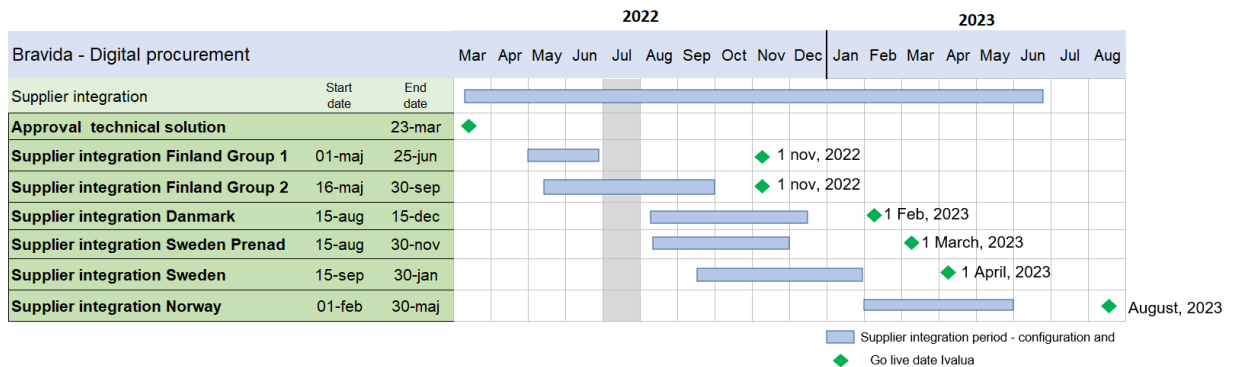 2022 2023
Bravida - Digital procurement Mar Apr May Jun Jul Aug Sep Oct Nov Dec Jan Feb Mar Apr May Jun Jul Aug
Supplier integration Start date End date
Approval technical solution 23-mar
Supplier integration Finland Group 1 01-maj 25-jun 1 nov, 2022
Supplier integration Finland Group 2 16-maj 30-sep 1 nov, 2022
Supplier integration Danmark 15-aug 15-dec 1 Feb, 2023
Supplier integration Sweden Prenad 15-aug 30-nov 1 March, 2023
Supplier integration Sweden 15-sep 30-jan 1 April, 2023
Supplier integration Norway 01-feb 30-maj August, 2023
Supplier integration period - configuration and
Go live date Ivalua